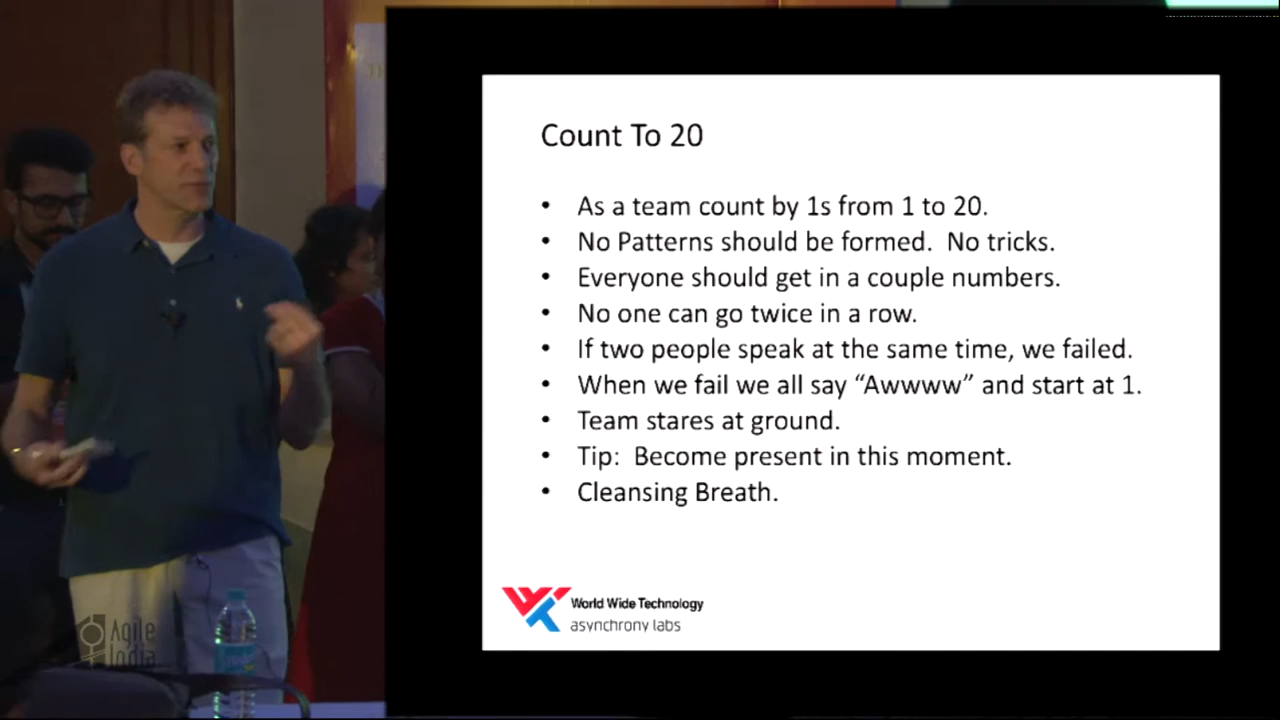 Count To 20
• As a team count by 1s from 1 to 20.
• No Patterns should be formed.  No tricks.
• Everyone should get in a couple numbers.
• No one can go twice in a row.
• If two people speak at the same time, we failed.
• When we fail we all say “Awwww” and start at 1.
• Team stares at ground.
• Tip:  Become present in this moment.
• Cleansing Breath.
World Wide Technology
asynchrony labs
Agile
India